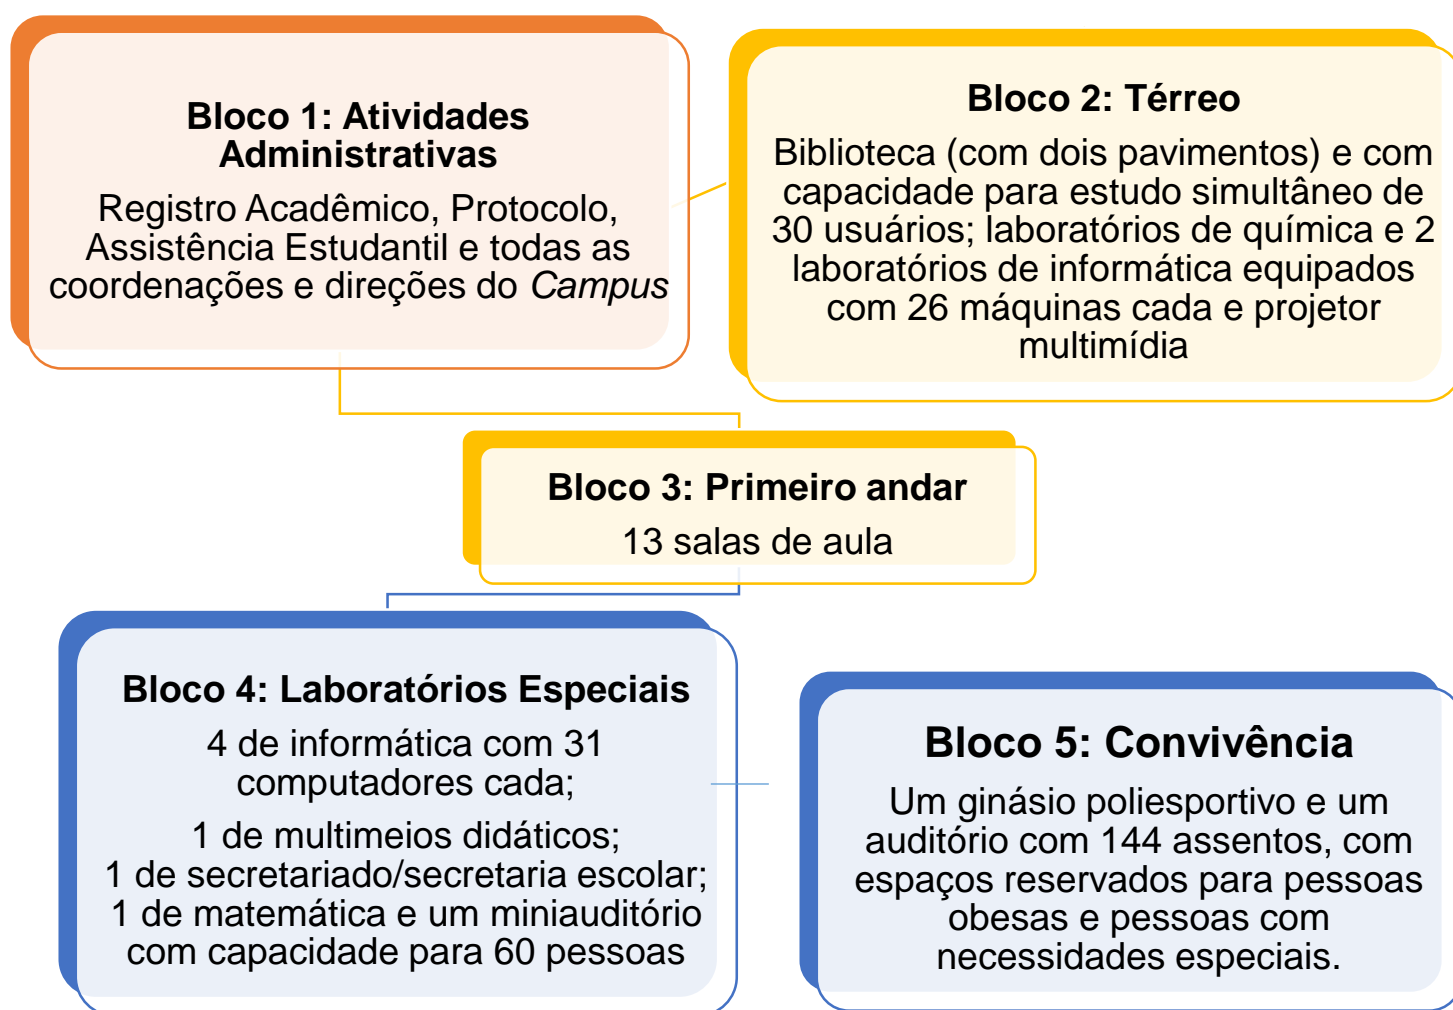 Bloco 1: Atividades
Administrativas
Registro Acadêmico, Protocolo,
Assistência Estudantil e todas as
coordenações e direções do Campus
Bloco 2: Térreo
Biblioteca (com dois pavimentos) e com
capacidade para estudo simultâneo de
30 usuários; laboratórios de química e 2
laboratórios de informática equipados
com 26 máquinas cada e projetor
multimídia
Bloco 3: Primeiro andar
13 salas de aula
Bloco 4: Laboratórios Especiais
4 de informática com 31
computadores cada;
1 de multimeios didáticos;
1 de secretariado/secretaria escolar;
1 de matemática e um miniauditório
com capacidade para 60 pessoas
Bloco 5: Convivência
Um ginásio poliesportivo e um
auditório com 144 assentos, com
espaços reservados para pessoas
obesas e pessoas com
necessidades especiais.